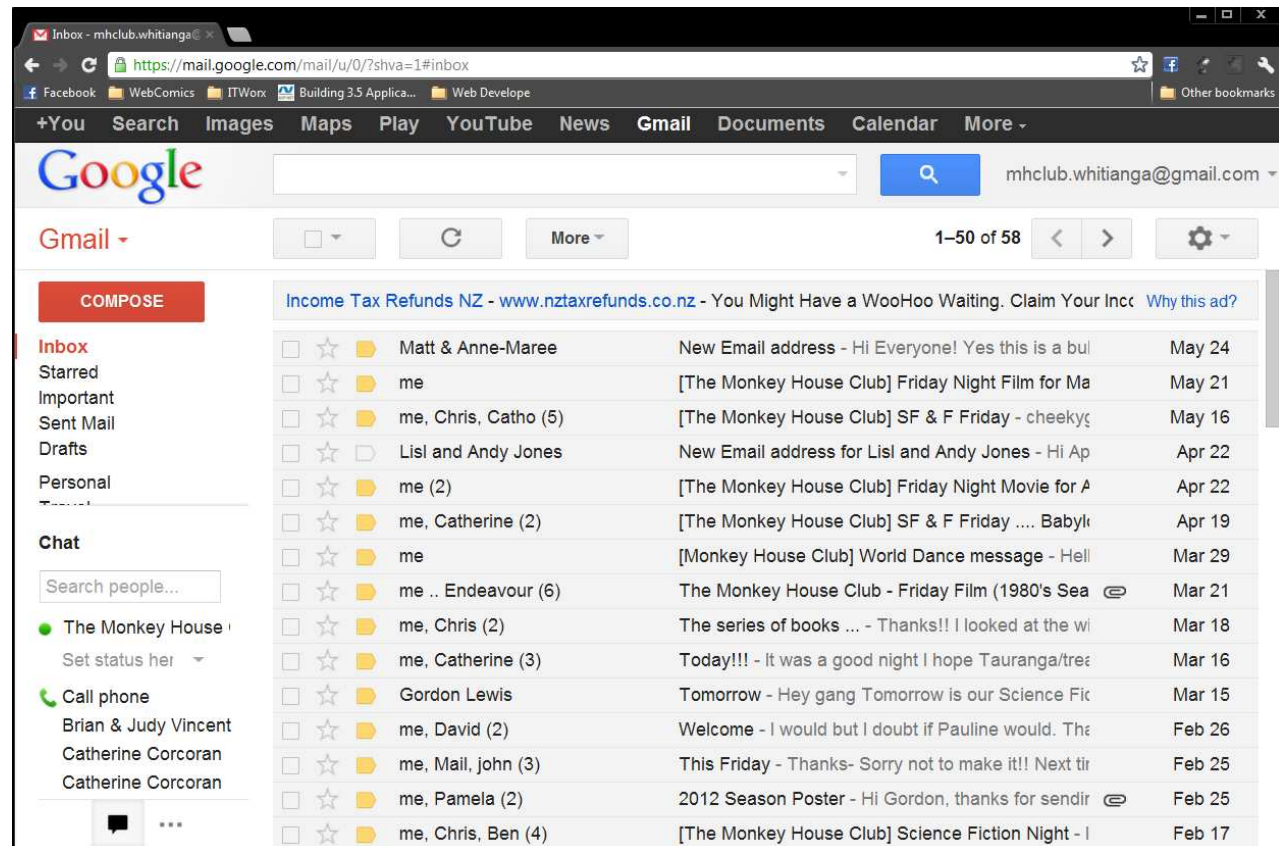 Inbox - mhclub.whitianga@
https://mail.google.com/mail/u/0/?shva=1#inbox
Facebook WebComics ITWorx Building 3.5 Applica... Web Develope Other bookmarks
+You Search Images Maps Play YouTube News Gmail Documents Calendar More
Google mhclub.whitianga@gmail.com
Gmail More 1–50 of 58
COMPOSE
Income Tax Refunds NZ - www.nztaxrefunds.co.nz - You Might Have a WooHoo Waiting. Claim Your Inc Why this ad?
Inbox
Starred
Important
Sent Mail
Drafts
Personal
Travel
Chat
Search people...
The Monkey House
Set status her
Call phone
Brian & Judy Vincent
Catherine Corcoran
Catherine Corcoran
Matt & Anne-Maree New Email address - Hi Everyone! Yes this is a bul May 24
me [The Monkey House Club] Friday Night Film for Ma May 21
me, Chris, Catho (5) [The Monkey House Club] SF & F Friday - cheekyg May 16
Lisl and Andy Jones New Email address for Lisl and Andy Jones - Hi Ap Apr 22
me (2) [The Monkey House Club] Friday Night Movie for A Apr 22
me, Catherine (2) [The Monkey House Club] SF & F Friday .... Babyl Apr 19
me [Monkey House Club] World Dance message - Hell Mar 29
me .. Endeavour (6) The Monkey House Club - Friday Film (1980's Sea Mar 21
me, Chris (2) The series of books ... - Thanks!! I looked at the wi Mar 18
me, Catherine (3) Today!!! - It was a good night I hope Tauranga/trea Mar 16
Gordon Lewis Tomorrow - Hey gang Tomorrow is our Science Fic Mar 15
me, David (2) Welcome - I would but I doubt if Pauline would. Tha Feb 26
me, Mail, john (3) This Friday - Thanks- Sorry not to make it!! Next tir Feb 25
me, Pamela (2) 2012 Season Poster - Hi Gordon, thanks for sendir Feb 25
me, Chris, Ben (4) [The Monkey House Club] Science Fiction Night - I Feb 17